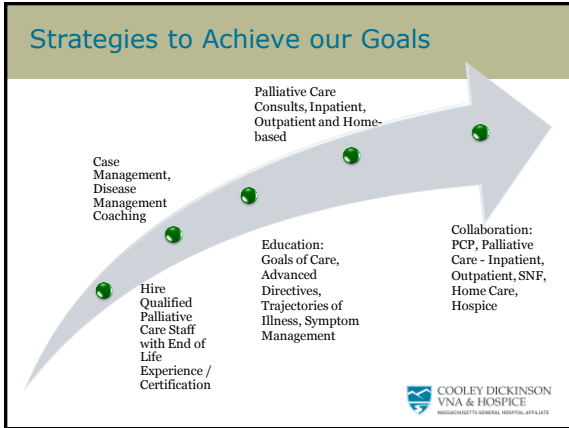 Strategies to Achieve our Goals
Palliative Care
Consults, Inpatient,
Outpatient and Home-
based
Case
Management,
Disease
Management
Coaching
Hire
Qualified
Palliative
Care Staff
with End of
Life
Experience /
Certification
Education:
Goals of Care,
Advanced
Directives,
Trajectories of
Illness, Symptom
Management
Collaboration:
PCP, Palliative
Care - Inpatient,
Outpatient, SNF,
Home Care,
Hospice
COOLEY DICKINSON
VNA & HOSPICE
MASSACHUSETTS GENERAL HOSPITAL AFFILIATE